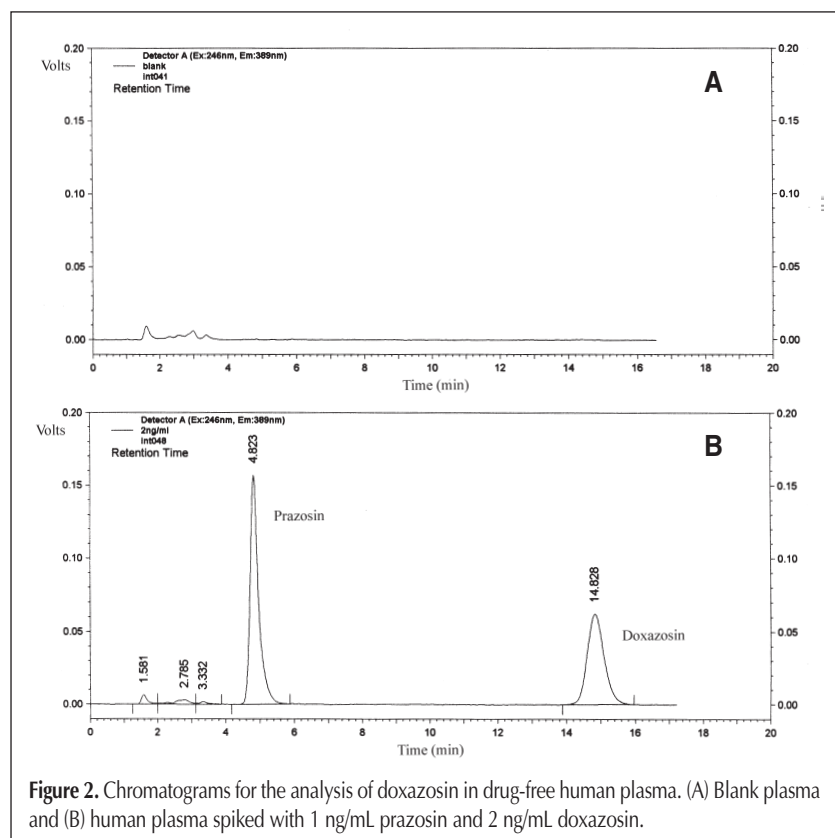 0.20
0.20
Detector A (Ex:246nm, Em:389nm)
Volts
blank
int041
Retention Time
A
0.15
0.15
0.10
0.10
0.05
0.05
0.00
0.00
0 2 4 6 8 10 12 14 16 18 20
Time (min)
0.20
0.20
Detector A (Ex:246nm, Em:389nm)
Volts
2ng/ml
int048
Retention Time
B
4.823
0.15
0.15
Prazosin
0.10
0.10
14.828
0.05
0.05
Doxazosin
1.581
2.785
3.332
0.00
0.00
0 2 4 6 8 10 12 14 16 18 20
Time (min)
Figure 2. Chromatograms for the analysis of doxazosin in drug-free human plasma. (A) Blank plasma
and (B) human plasma spiked with 1 ng/mL prazosin and 2 ng/mL doxazosin.